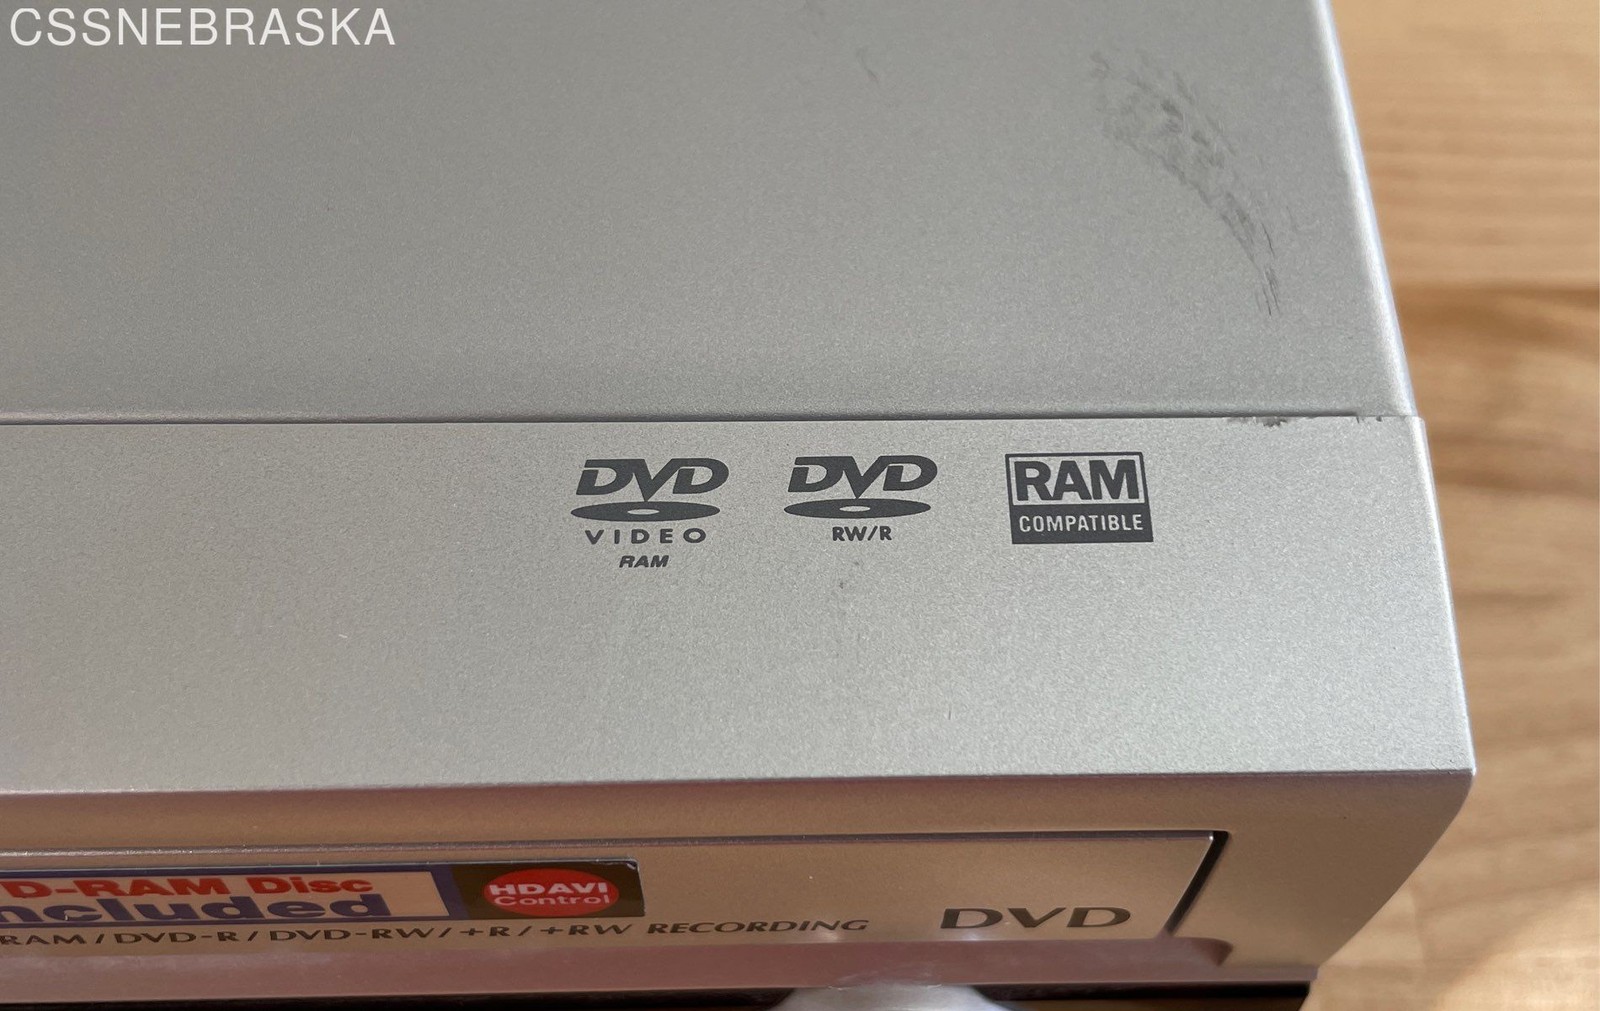 CSSNEBRASKA
DVD
VIDEO
RAM
DVD
RW/R
RAM
COMPATIBLE
D-RAM Disc
ncluded
HDAVI
Control
RAM/DVD-R/DVD-RW/+R/+RW RECORDING
DVD